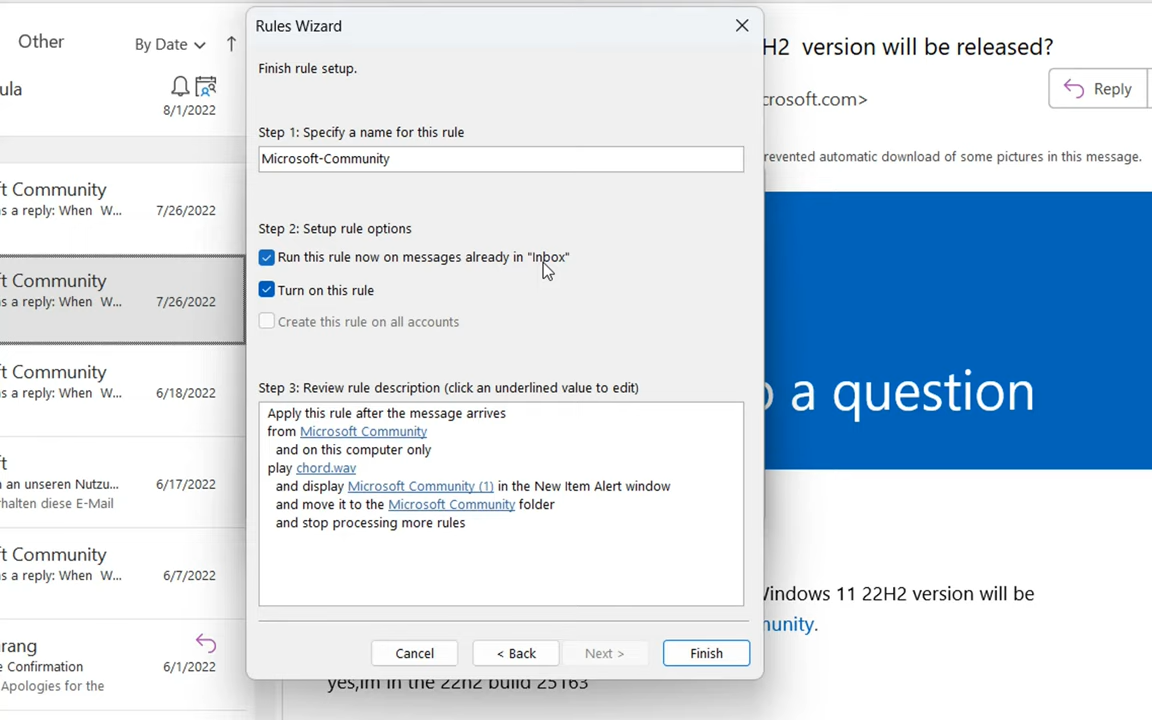 Other
By Date
ula
8/1/2022
ft Community
s a reply: When W...
7/26/2022
ft Community
s a reply: When W...
7/26/2022
ft Community
s a reply: When W...
6/18/2022
ft
n an unseren Nutzu...
6/17/2022
rhalten diese E-Mail
ft Community
s a reply: When W...
6/7/2022
rang
e Confirmation
6/1/2022
Apologies for the
Rules Wizard
Finish rule setup.
Step 1: Specify a name for this rule
Microsoft-Community
Step 2: Setup rule options
Run this rule now on messages already in "Inbox"
Turn on this rule
Create this rule on all accounts
Step 3: Review rule description (click an underlined value to edit)
Apply this rule after the message arrives
from Microsoft Community
and on this computer only
play chord.wav
and display Microsoft Community (1) in the New Item Alert window
and move it to the Microsoft Community folder
and stop processing more rules
Cancel
< Back
Next >
Finish
H2 version will be released?
crosoft.com>
Reply
revented automatic download of some pictures in this message.
o a question
Windows 11 22H2 version will be
nunity.
yes,im in the 22h2 build 25163